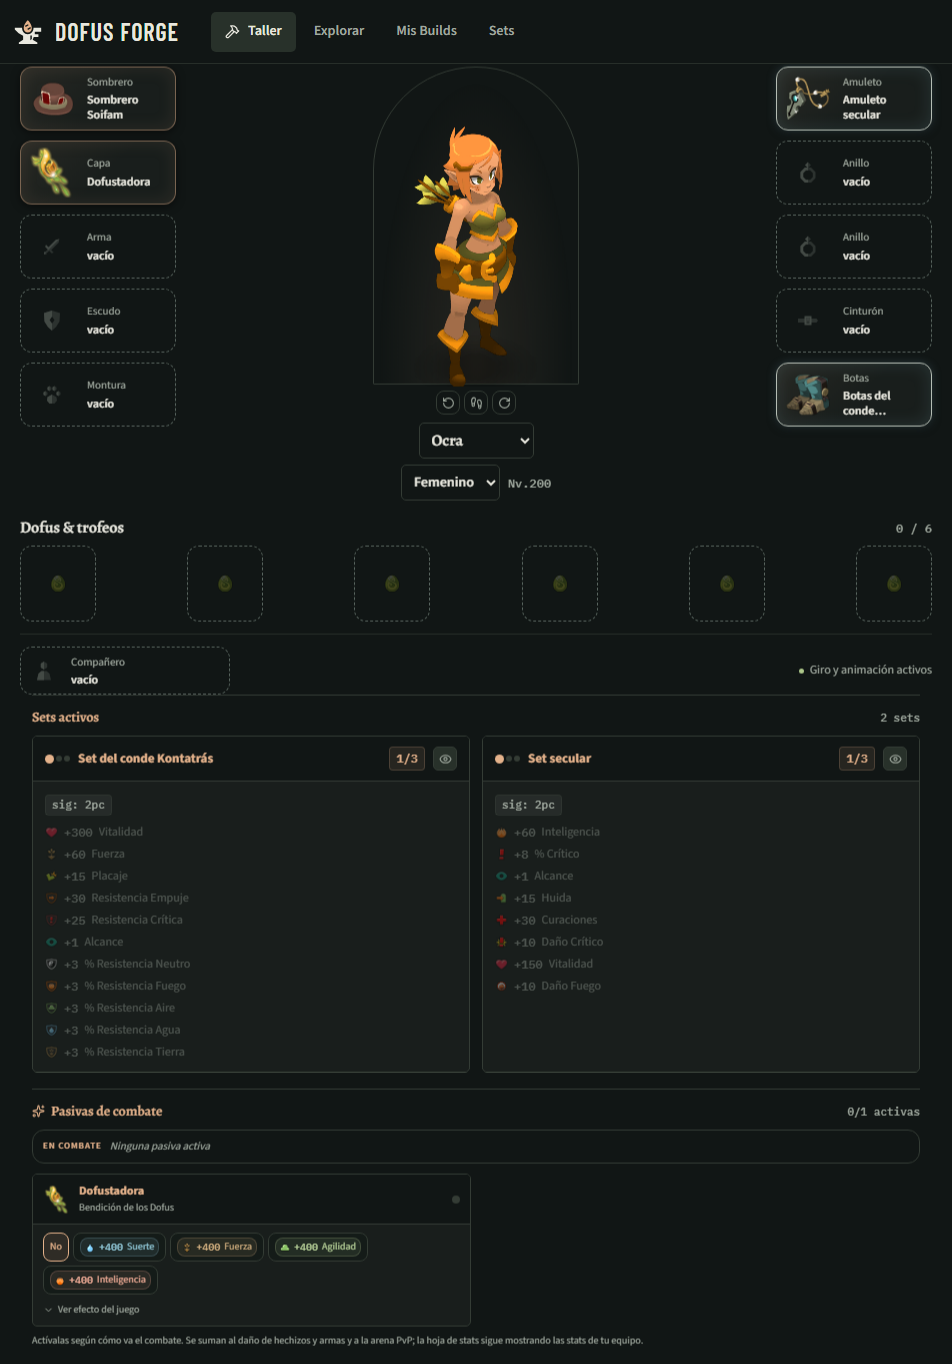 DOFUS FORGE
Taller
Explorar
Mis Builds
Sets
Sombrero
Sombrero
Soifam
Capa
Dofustadora
Arma
vacío
Escudo
vacío
Montura
vacío
Amuleto
Amuleto
secular
Anillo
vacío
Anillo
vacío
Cinturón
vacío
Botas
Botas del
conde...
Ocra
Femenino
Nv.200
Dofus & trofeos
0 / 6
Compañero
vacío
Giro y animación activos
Sets activos
2 sets
Set del conde Kontatrás
1/3
sig: 2pc
+300 Vitalidad
+60 Fuerza
+15 Placaje
+30 Resistencia Empuje
+25 Resistencia Crítica
+1 Alcance
+3 % Resistencia Neutro
+3 % Resistencia Fuego
+3 % Resistencia Aire
+3 % Resistencia Agua
+3 % Resistencia Tierra
Set secular
1/3
sig: 2pc
+60 Inteligencia
+8 % Crítico
+1 Alcance
+15 Huida
+30 Curaciones
+10 Daño Crítico
+150 Vitalidad
+10 Daño Fuego
Pasivas de combate
0/1 activas
EN COMBATE Ninguna pasiva activa
Dofustadora
Bendición de los Dofus
No
+400 Suerte
+400 Fuerza
+400 Agilidad
+400 Inteligencia
Ver efecto del juego
Actívalas según cómo va el combate. Se suman al daño de hechizos y armas y a la arena PvP; la hoja de stats sigue mostrando las stats de tu equipo.